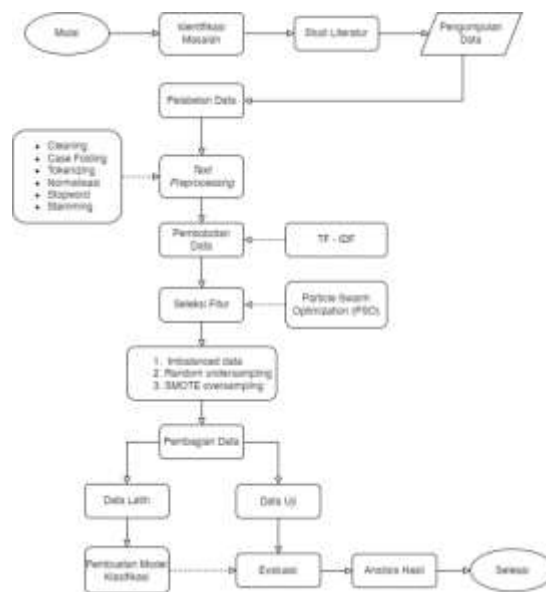 Mulai
Identifikasi
Masalah
Studi Literatur
Pengumpulan
Data
Pelabelan Data
• Cleaning
• Case Folding
• Tokenizing
• Normalisasi
• Stopword
• Stemming
Text
Preprocessing
Pembobotan
Data
TF - IDF
Seleksi Fitur
Particle Swarm
Optimization (PSO)
1. Imbalanced data
2. Random undersampling
3. SMOTE oversampling
Pembagian Data
Data Latih
Data Uji
Pembuatan Model
Klasifikasi
Evaluasi
Analisis Hasil
Selesai